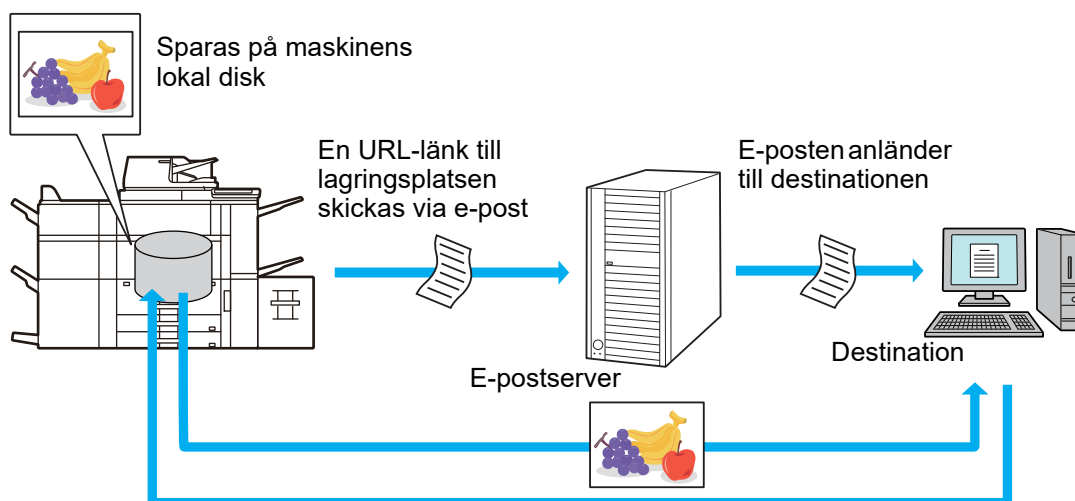 Sparas på maskinens
lokal disk
En URL-länk till
lagringsplatsen
skickas via e-post
E-posten anländer
till destinationen
E-postserver
Destination